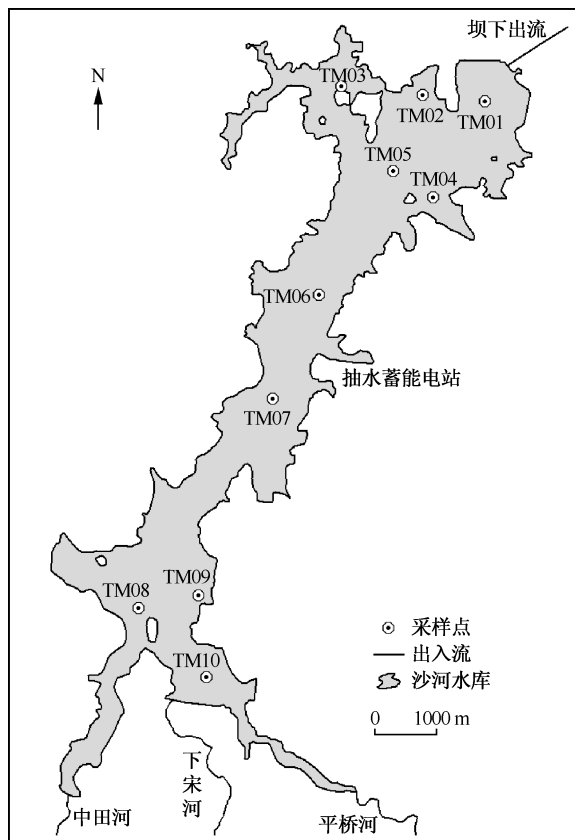 坝下出流
N
TM03
TM02
TM01
TM05
TM04
TM06
抽水蓄能电站
TM07
TM08
TM09
采样点
出入流
TM10
沙河水库
0 1000 m
下宋河
中田河
平桥河